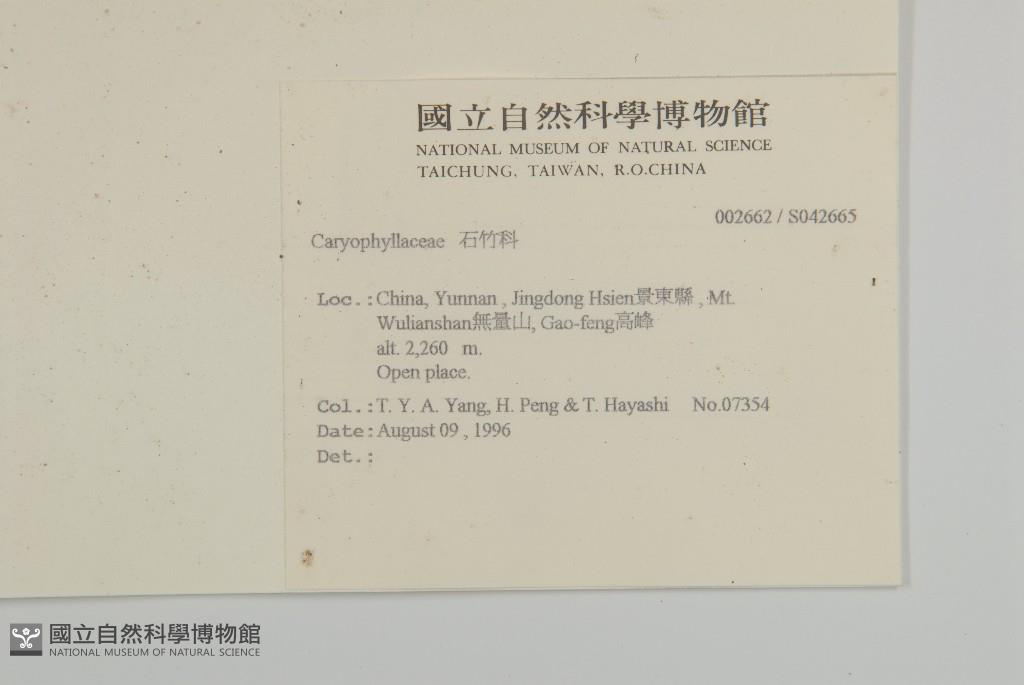 國立自然科學博物館
NATIONAL MUSEUM OF NATURAL SCIENCE
TAICHUNG, TAIWAN, R.O.CHINA
002662 / S042665
Caryophyllaceae 石竹科
Loc.: China, Yunnan , Jingdong Hsien景東縣 , Mt.
Wulianshan無量山, Gao-feng高峰
alt. 2,260 m.
Open place.
Col.: T. Y. A. Yang, H. Peng & T. Hayashi No.07354
Date: August 09 , 1996
Det.:
國立自然科學博物館
NATIONAL MUSEUM OF NATURAL SCIENCE